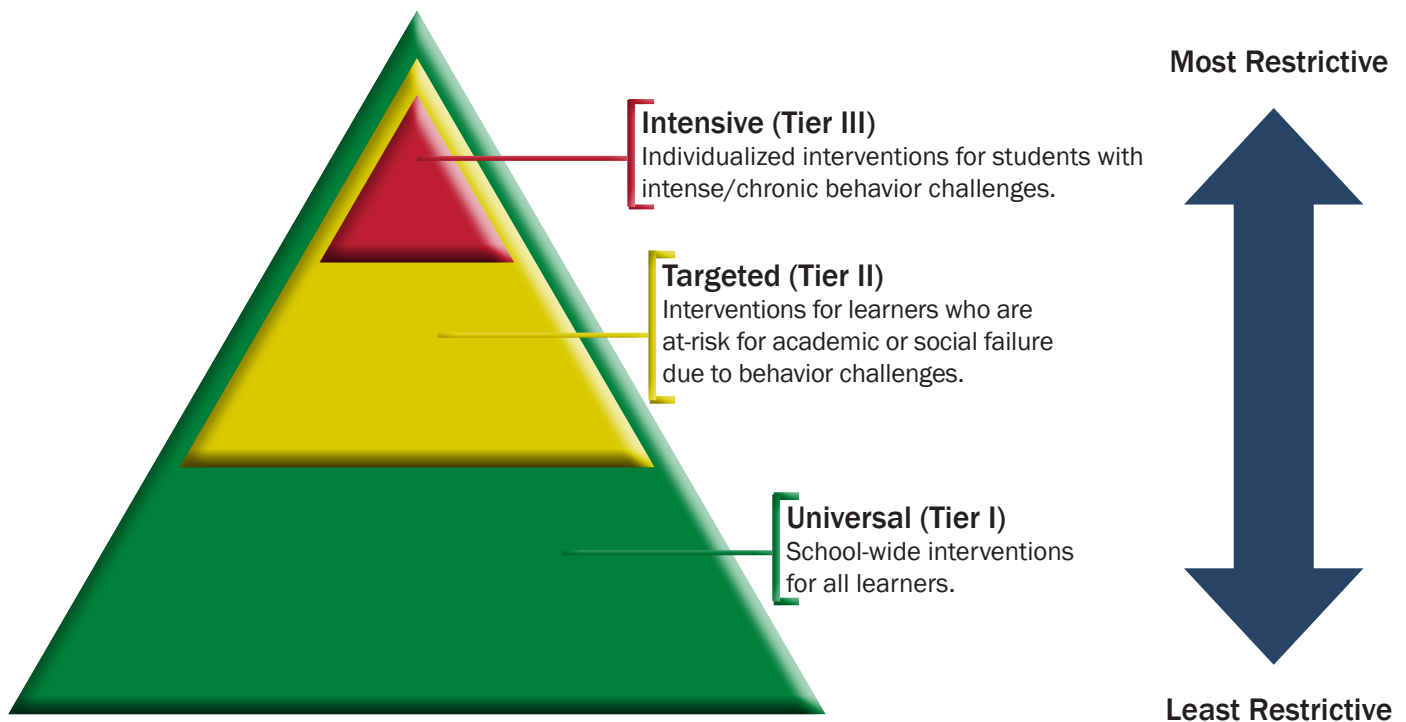 Most Restrictive
Intensive (Tier III)
Individualized interventions for students with
intense/chronic behavior challenges.
Targeted (Tier II)
Interventions for learners who are
at-risk for academic or social failure
due to behavior challenges.
Universal (Tier I)
School-wide interventions
for all learners.
Least Restrictive